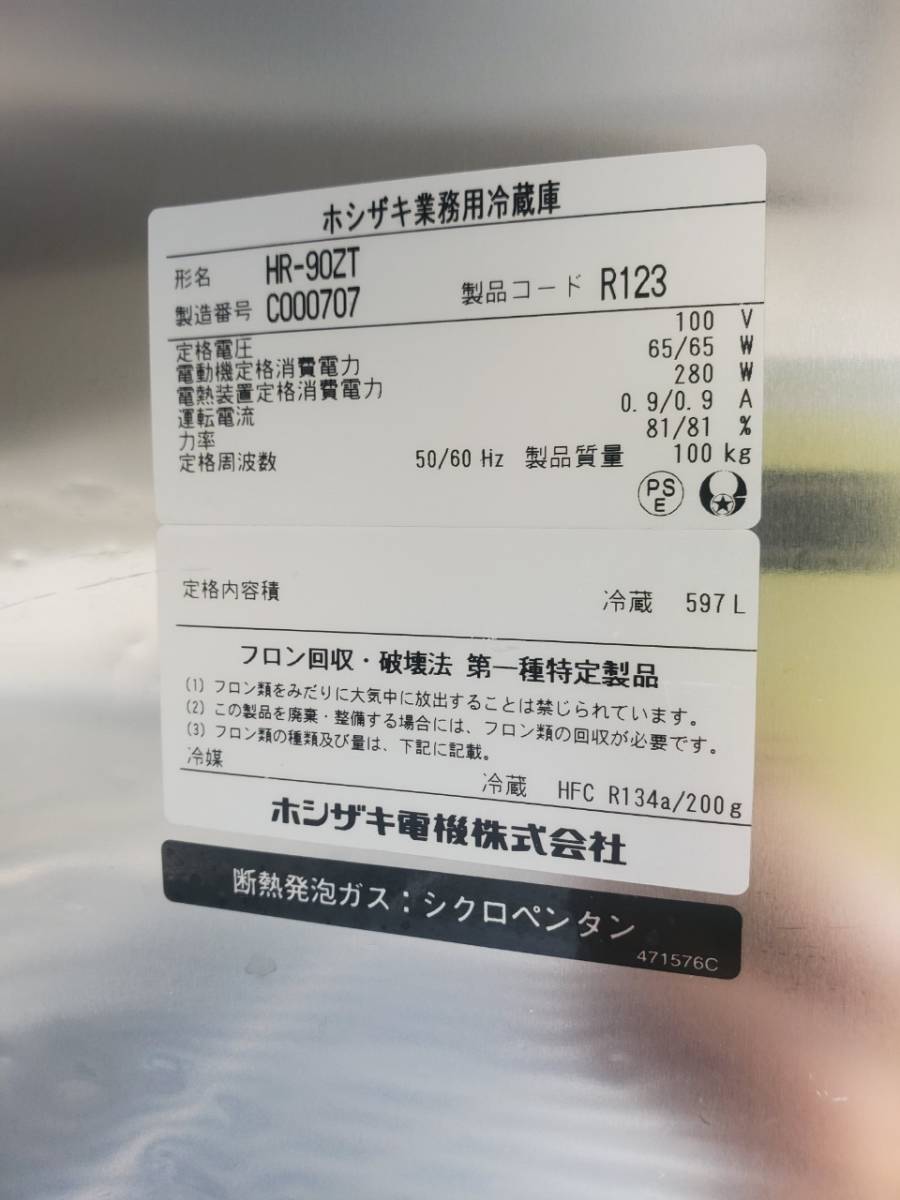 ホシザキ業務用冷蔵庫
形名 HR-90ZT
製造番号 C000707 製品コード R123
定格電圧 100 V
電動機定格消費電力 65/65 W
電熱装置定格消費電力 280 W
運転電流 0.9/0.9 A
力率 81/81 %
定格周波数 50/60 Hz 製品質量 100 kg
PS
E
定格内容積 冷蔵 597 L
フロン回収・破壊法 第一種特定製品
(1) フロン類をみだりに大気中に放出することは禁じられています。
(2) この製品を廃棄・整備する場合には、フロン類の回収が必要です。
(3) フロン類の種類及び量は、下記に記載。
冷媒 冷蔵 HFC R134a/200g
ホシザキ電機株式会社
断熱発泡ガス：シクロペンタン
471576C